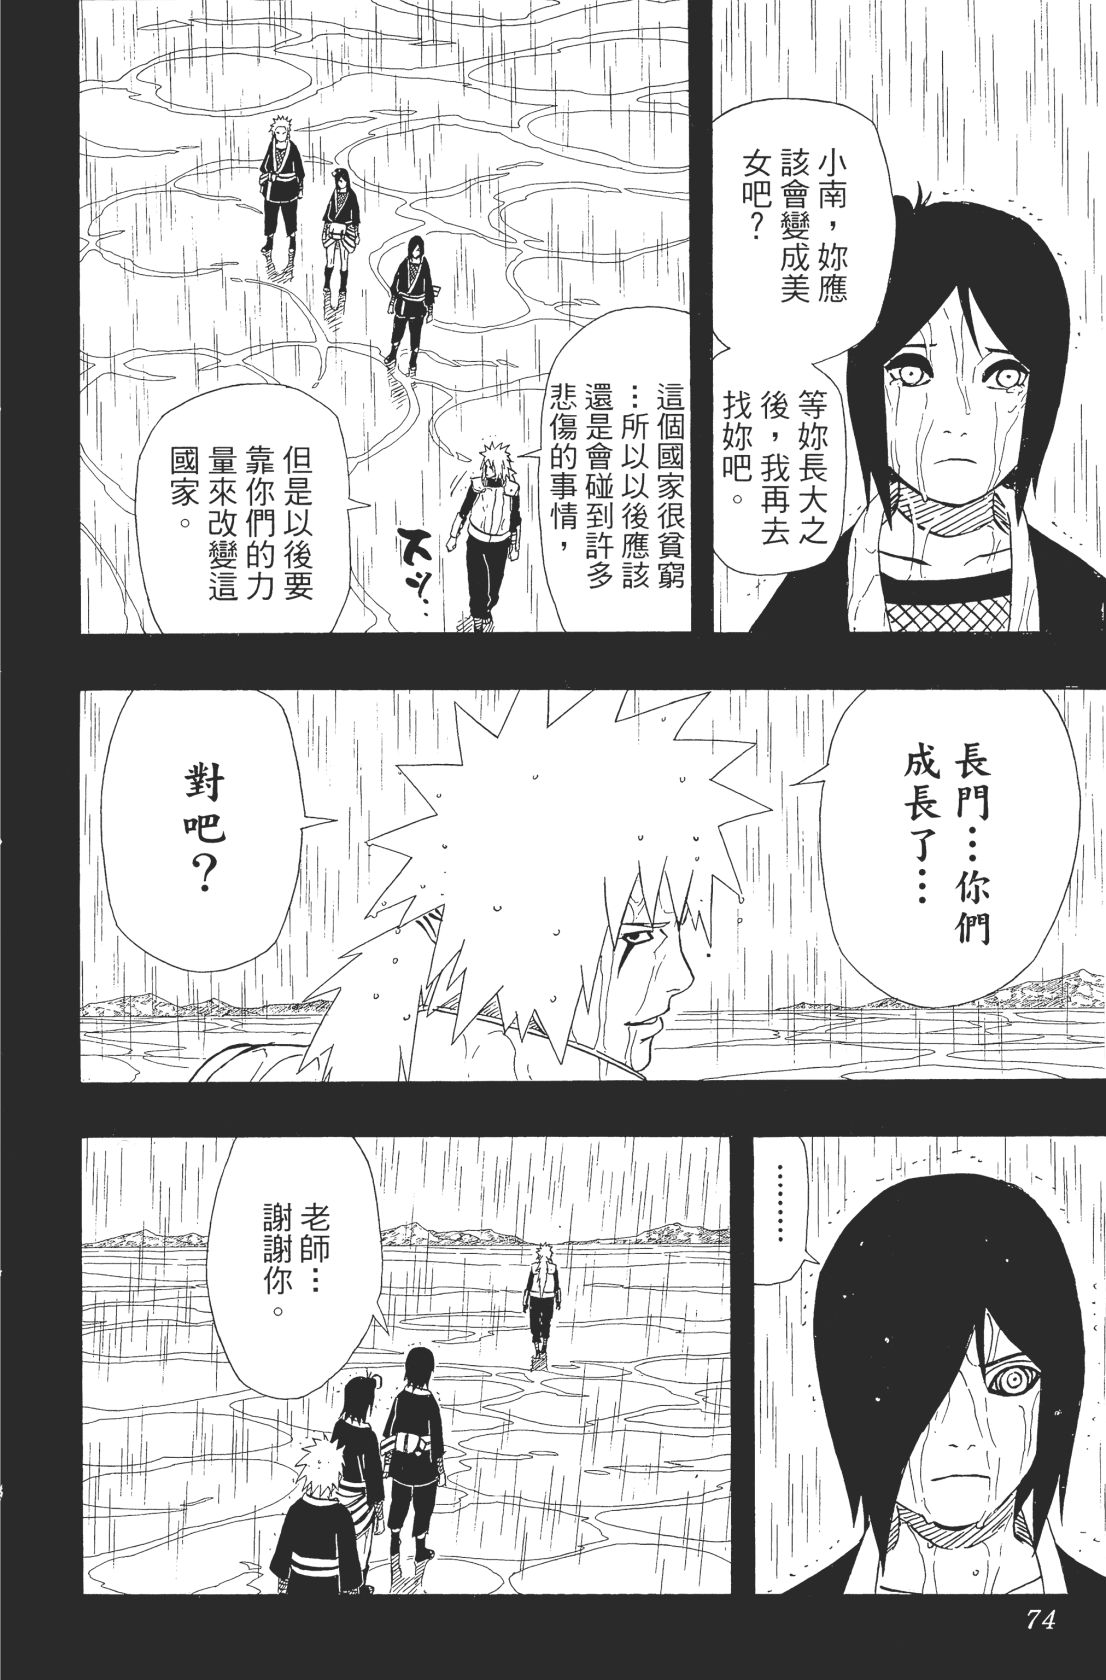 小南，妳應
該會變成美
女吧？
等妳長大之
後，我再去
找妳吧。
這個國家很貧窮
…所以以後應該
還是會碰到許多
悲傷的事情，
但是以後要
靠你們的力
量來改變這
國家。
長門…你們
成長了…
對吧？
………
老師…
謝謝你。
74